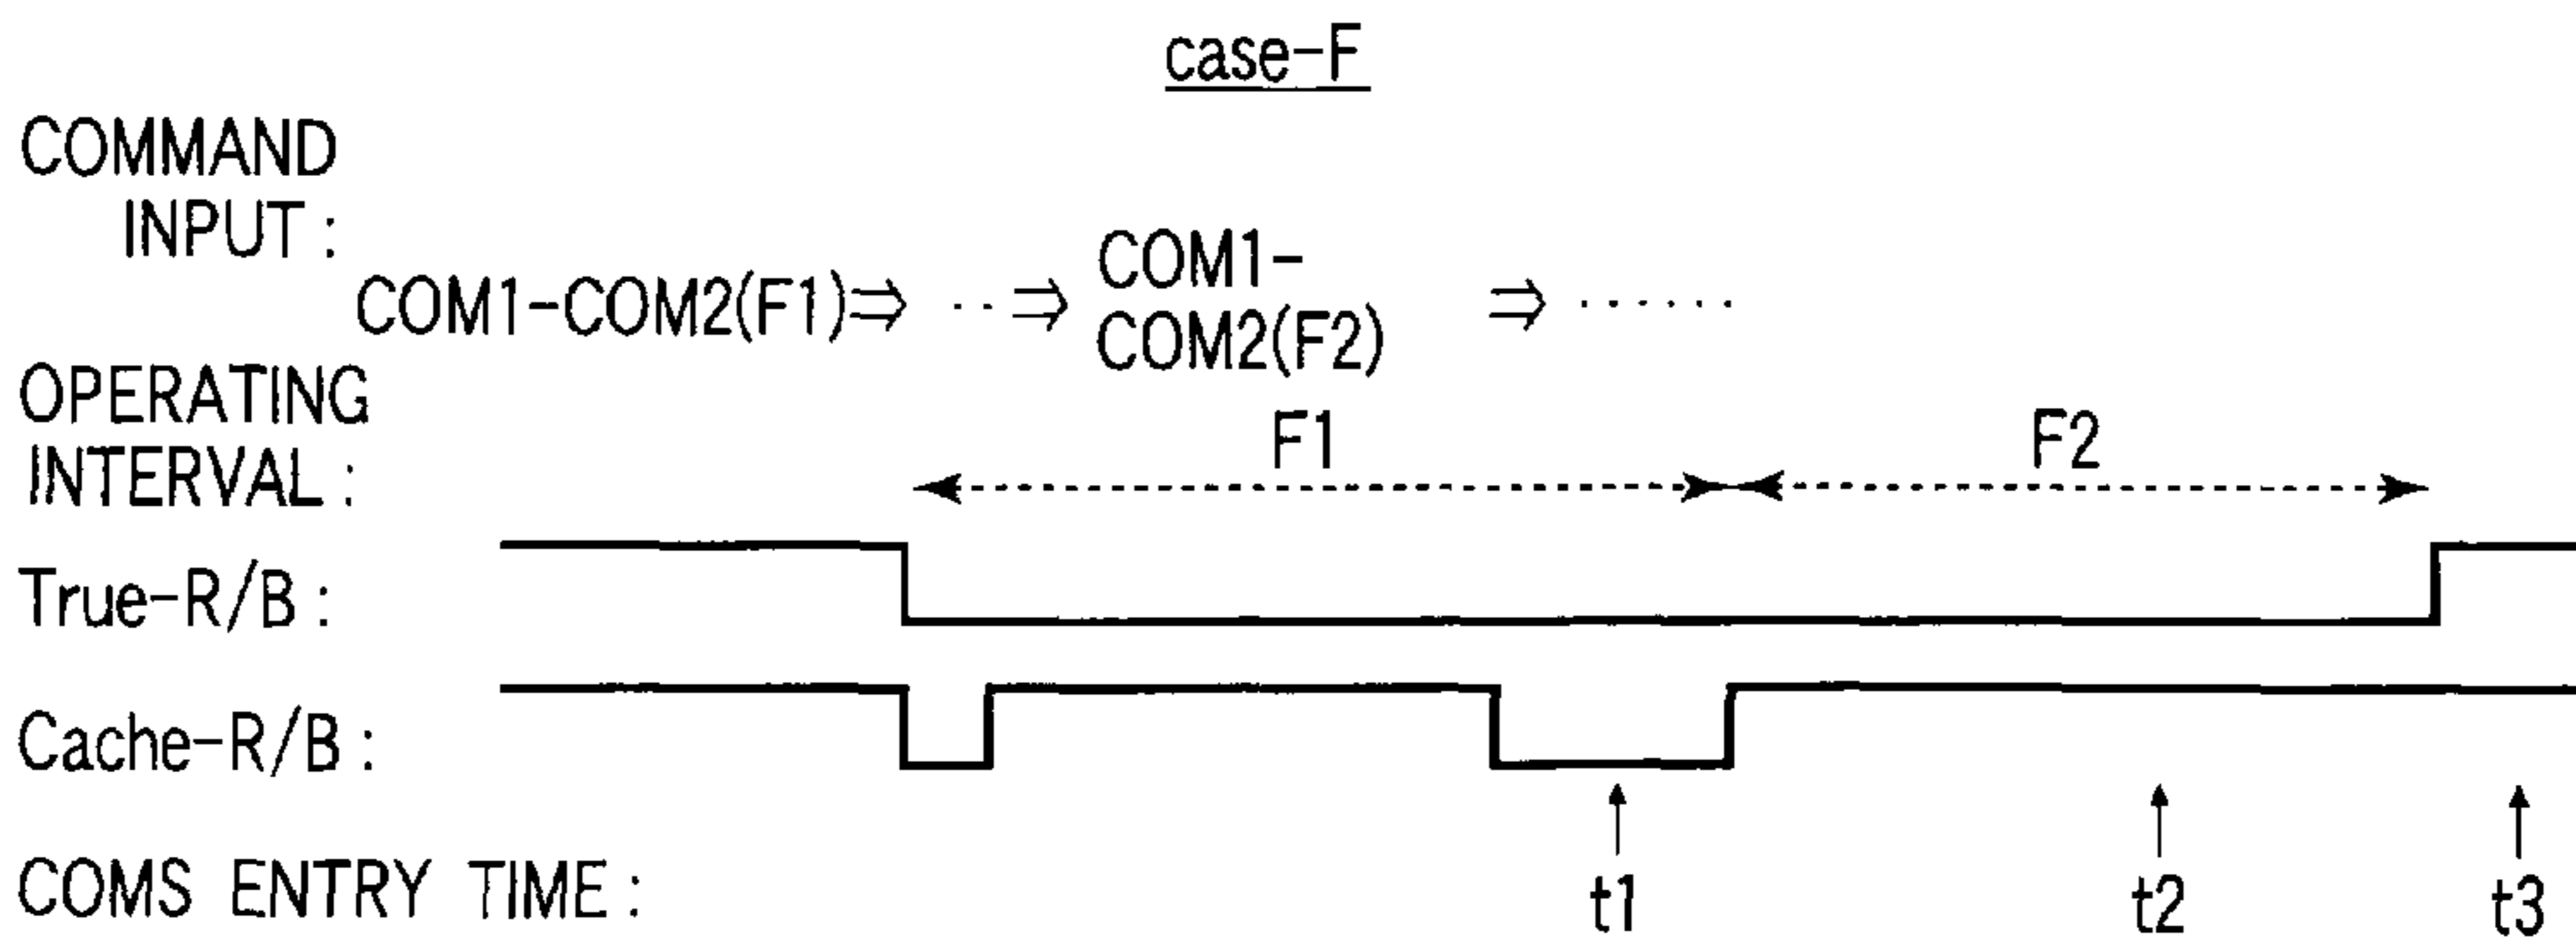 case-F
COMMAND
INPUT :
COM1-COM2(F1)⇒ ‥⇒ COM1-
COM2(F2) ⇒ ······
OPERATING
INTERVAL :
F1 F2
True-R/B :
Cache-R/B :
COMS ENTRY TIME :
t1 t2 t3